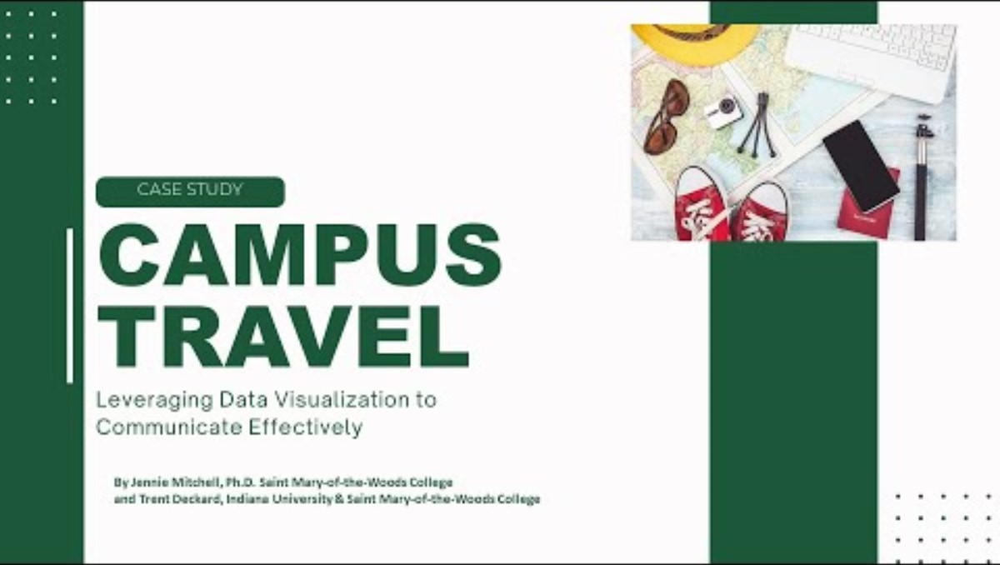 CASE STUDY
CAMPUS
TRAVEL
Leveraging Data Visualization to
Communicate Effectively
By Jennie Mitchell, Ph.D. Saint Mary-of-the-Woods College
and Trent Deckard, Indiana University & Saint Mary-of-the-Woods College